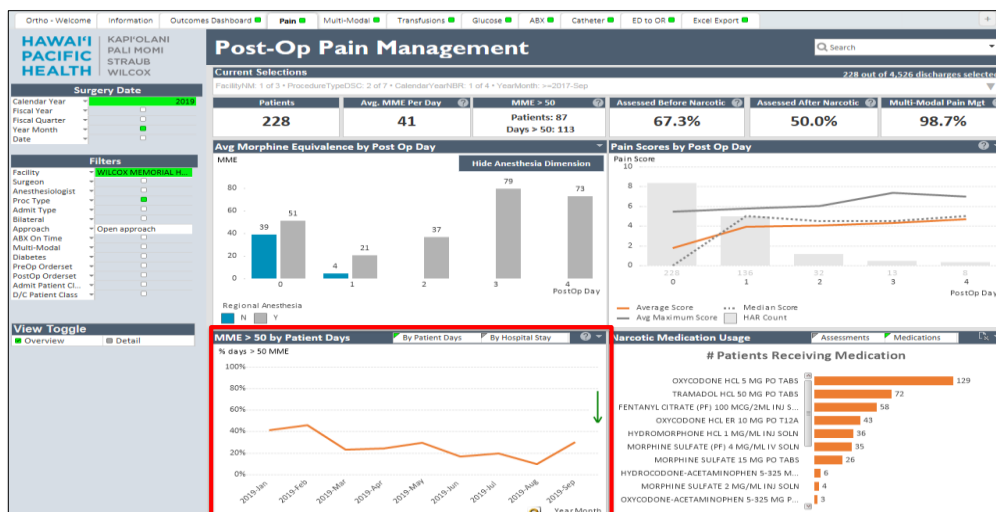 Ortho - Welcome
Information
Outcomes Dashboard
Pain
Multi-Modal
Transfusions
Glucose
ABX
Catheter
ED to OR
Excel Export
+
HAWAI'I PACIFIC HEALTH
KAPI'OLANI
PALI MOMI
STRAUB
WILCOX
Post-Op Pain Management
Search
Current Selections
228 out of 4,526 discharges selected
FacilityNM: 1 of 3 • ProcedureTypeDSC: 2 of 7 • CalendarYearNBR: 1 of 4 • YearMonth: >=2017-Sep
Surgery Date
Calendar Year 2019
Fiscal Year
Fiscal Quarter
Year Month
Date
Filters
Facility WILCOX MEMORIAL H...
Surgeon
Anesthesiologist
Proc Type
Admit Type
Bilateral
Approach Open approach
ABX On Time
Multi-Modal
Diabetes
PreOp Orderset
PostOp Orderset
Admit Patient Cl...
D/C Patient Class
View Toggle
Overview Detail
Patients
228
Avg. MME Per Day ?
41
MME > 50 ?
Patients: 87
Days > 50: 113
Assessed Before Narcotic ?
67.3%
Assessed After Narcotic ?
50.0%
Multi-Modal Pain Mgt ?
98.7%
Avg Morphine Equivalence by Post Op Day
MME
Hide Anesthesia Dimension
80
60
40
20
0
39 51
4 21
37
79
73
0 1 2 3 4
PostOp Day
Regional Anesthesia
N Y
Pain Scores by Post Op Day ?
Pain Score
10
8
6
4
2
0
228 136 32 18 8
0 1 2 3 4
PostOp Day
Average Score
Median Score
Avg Maximum Score
HAR Count
MME > 50 by Patient Days
By Patient Days
By Hospital Stay
?
% days > 50 MME
100%
80%
60%
40%
20%
0%
2019-Jan
2019-Feb
2019-Mar
2019-Apr
2019-May
2019-Jun
2019-Jul
2019-Aug
2019-Sep
Year Month
Narcotic Medication Usage
Assessments
Medications
# Patients Receiving Medication
OXYCODONE HCL 5 MG PO TABS 129
TRAMADOL HCL 50 MG PO TABS 72
FENTANYL CITRATE (PF) 100 MCG/2ML INJ S... 58
OXYCODONE HCL ER 10 MG PO T12A 43
HYDROMORPHONE HCL 1 MG/ML INJ SOLN 36
MORPHINE SULFATE (PF) 4 MG/ML IV SOLN 35
MORPHINE SULFATE 15 MG PO TABS 26
HYDROCODONE-ACETAMINOPHEN 5-325 M... 6
MORPHINE SULFATE 2 MG/ML INJ SOLN 4
OXYCODONE-ACETAMINOPHEN 5-325 MG P... 3